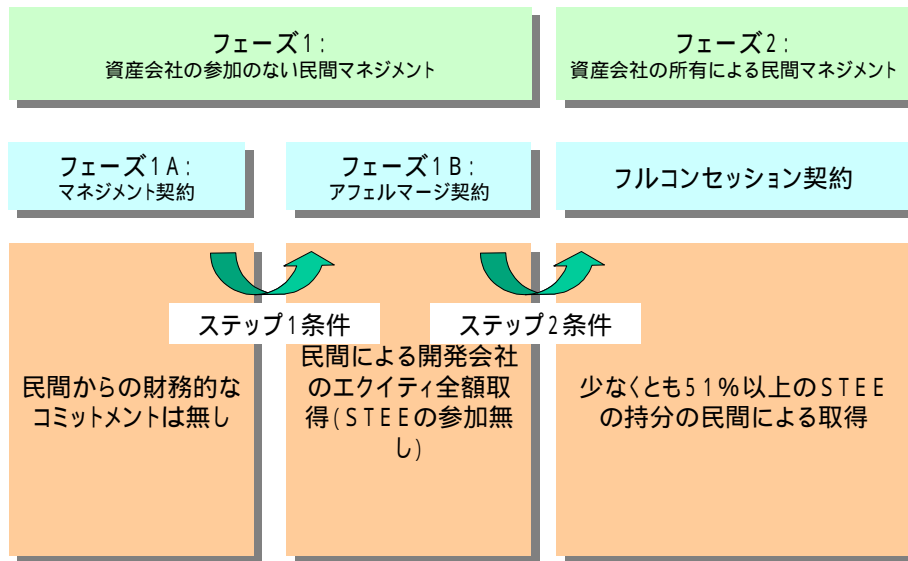 フェーズ1:
資産会社の参加のない民間マネジメント
フェーズ2:
資産会社の所有による民間マネジメント
フェーズ1A:
マネジメント契約
フェーズ1B:
アフェルマージ契約
フルコンセッション契約
ステップ1条件
ステップ2条件
民間からの財務的な
コミットメントは無し
民間による開発会社
のエクイティ全額取
得(STEEの参加無
し)
少なくとも51%以上のSTEE
の持分の民間による取得